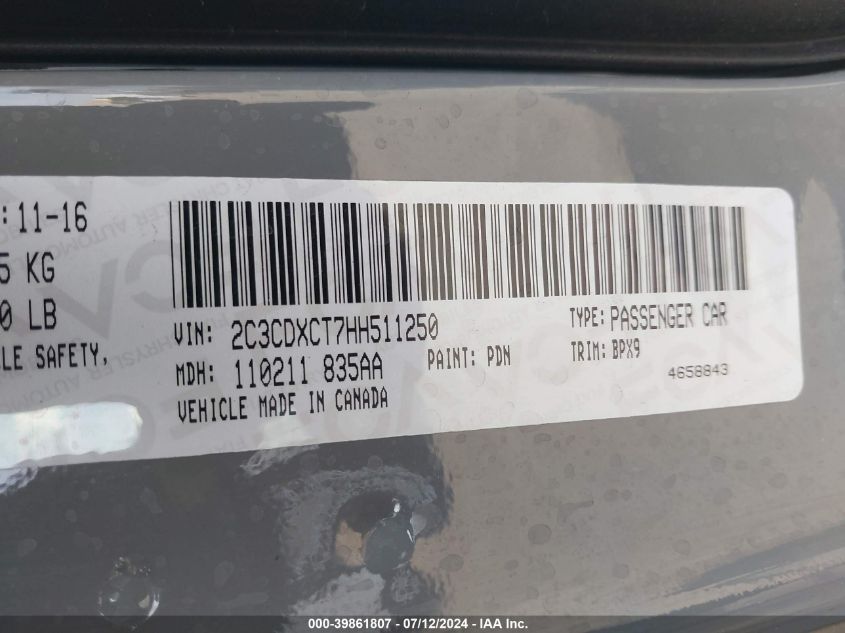 : 11-16
5 KG
0 LB
LE SAFETY,
VIN: 2C3CDXCT7HH511250
TYPE: PASSENGER CAR
MDH: 110211 835AA
PAINT: PDN
TRIM: BPX9
VEHICLE MADE IN CANADA
4658843
000-39861807 - 07/12/2024 - IAA Inc.